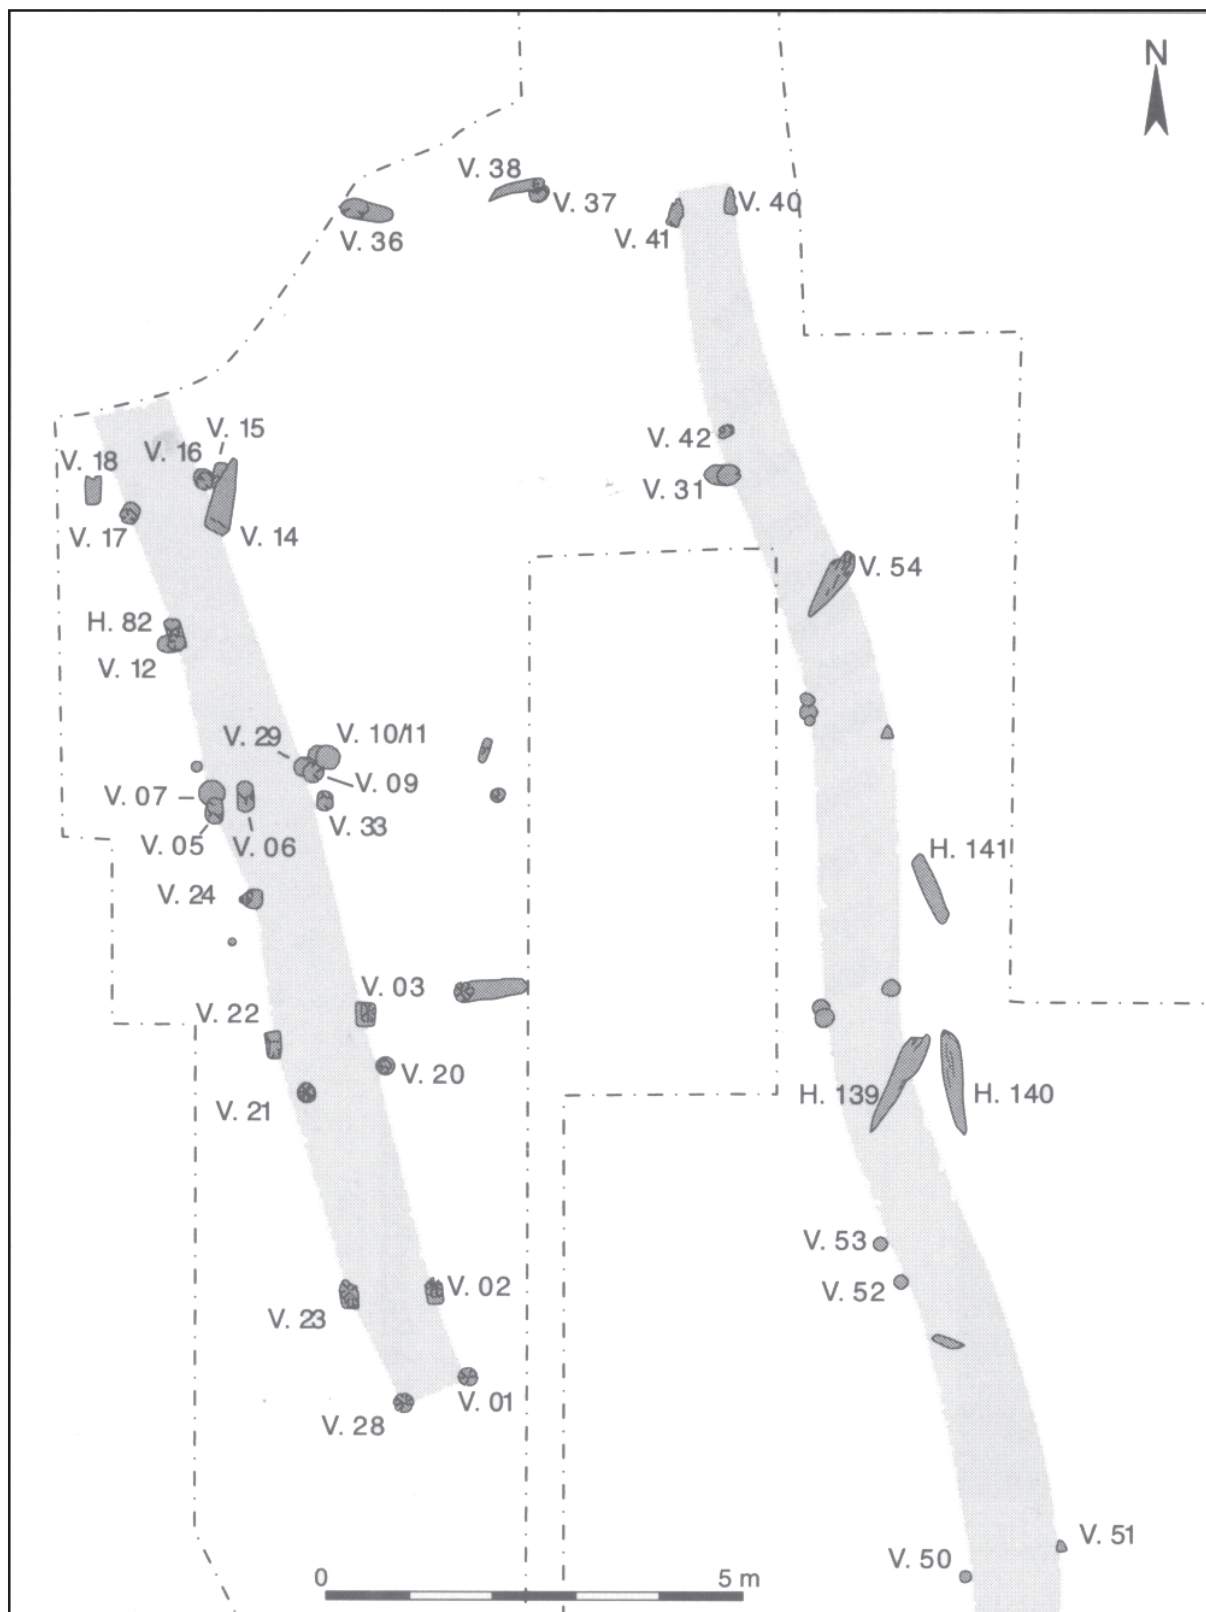 N
V. 38
V. 37
V. 36
V. 41
V. 40
V. 15
V. 16
V. 18
V. 17
V. 14
V. 42
V. 31
V. 54
H. 82
V. 12
V. 29
V. 10/11
V. 09
V. 07
V. 33
V. 05
V. 06
H. 141
V. 24
V. 03
V. 22
V. 20
V. 21
H. 139
H. 140
V. 53
V. 52
V. 02
V. 23
V. 01
V. 28
V. 51
V. 50
0
5 m